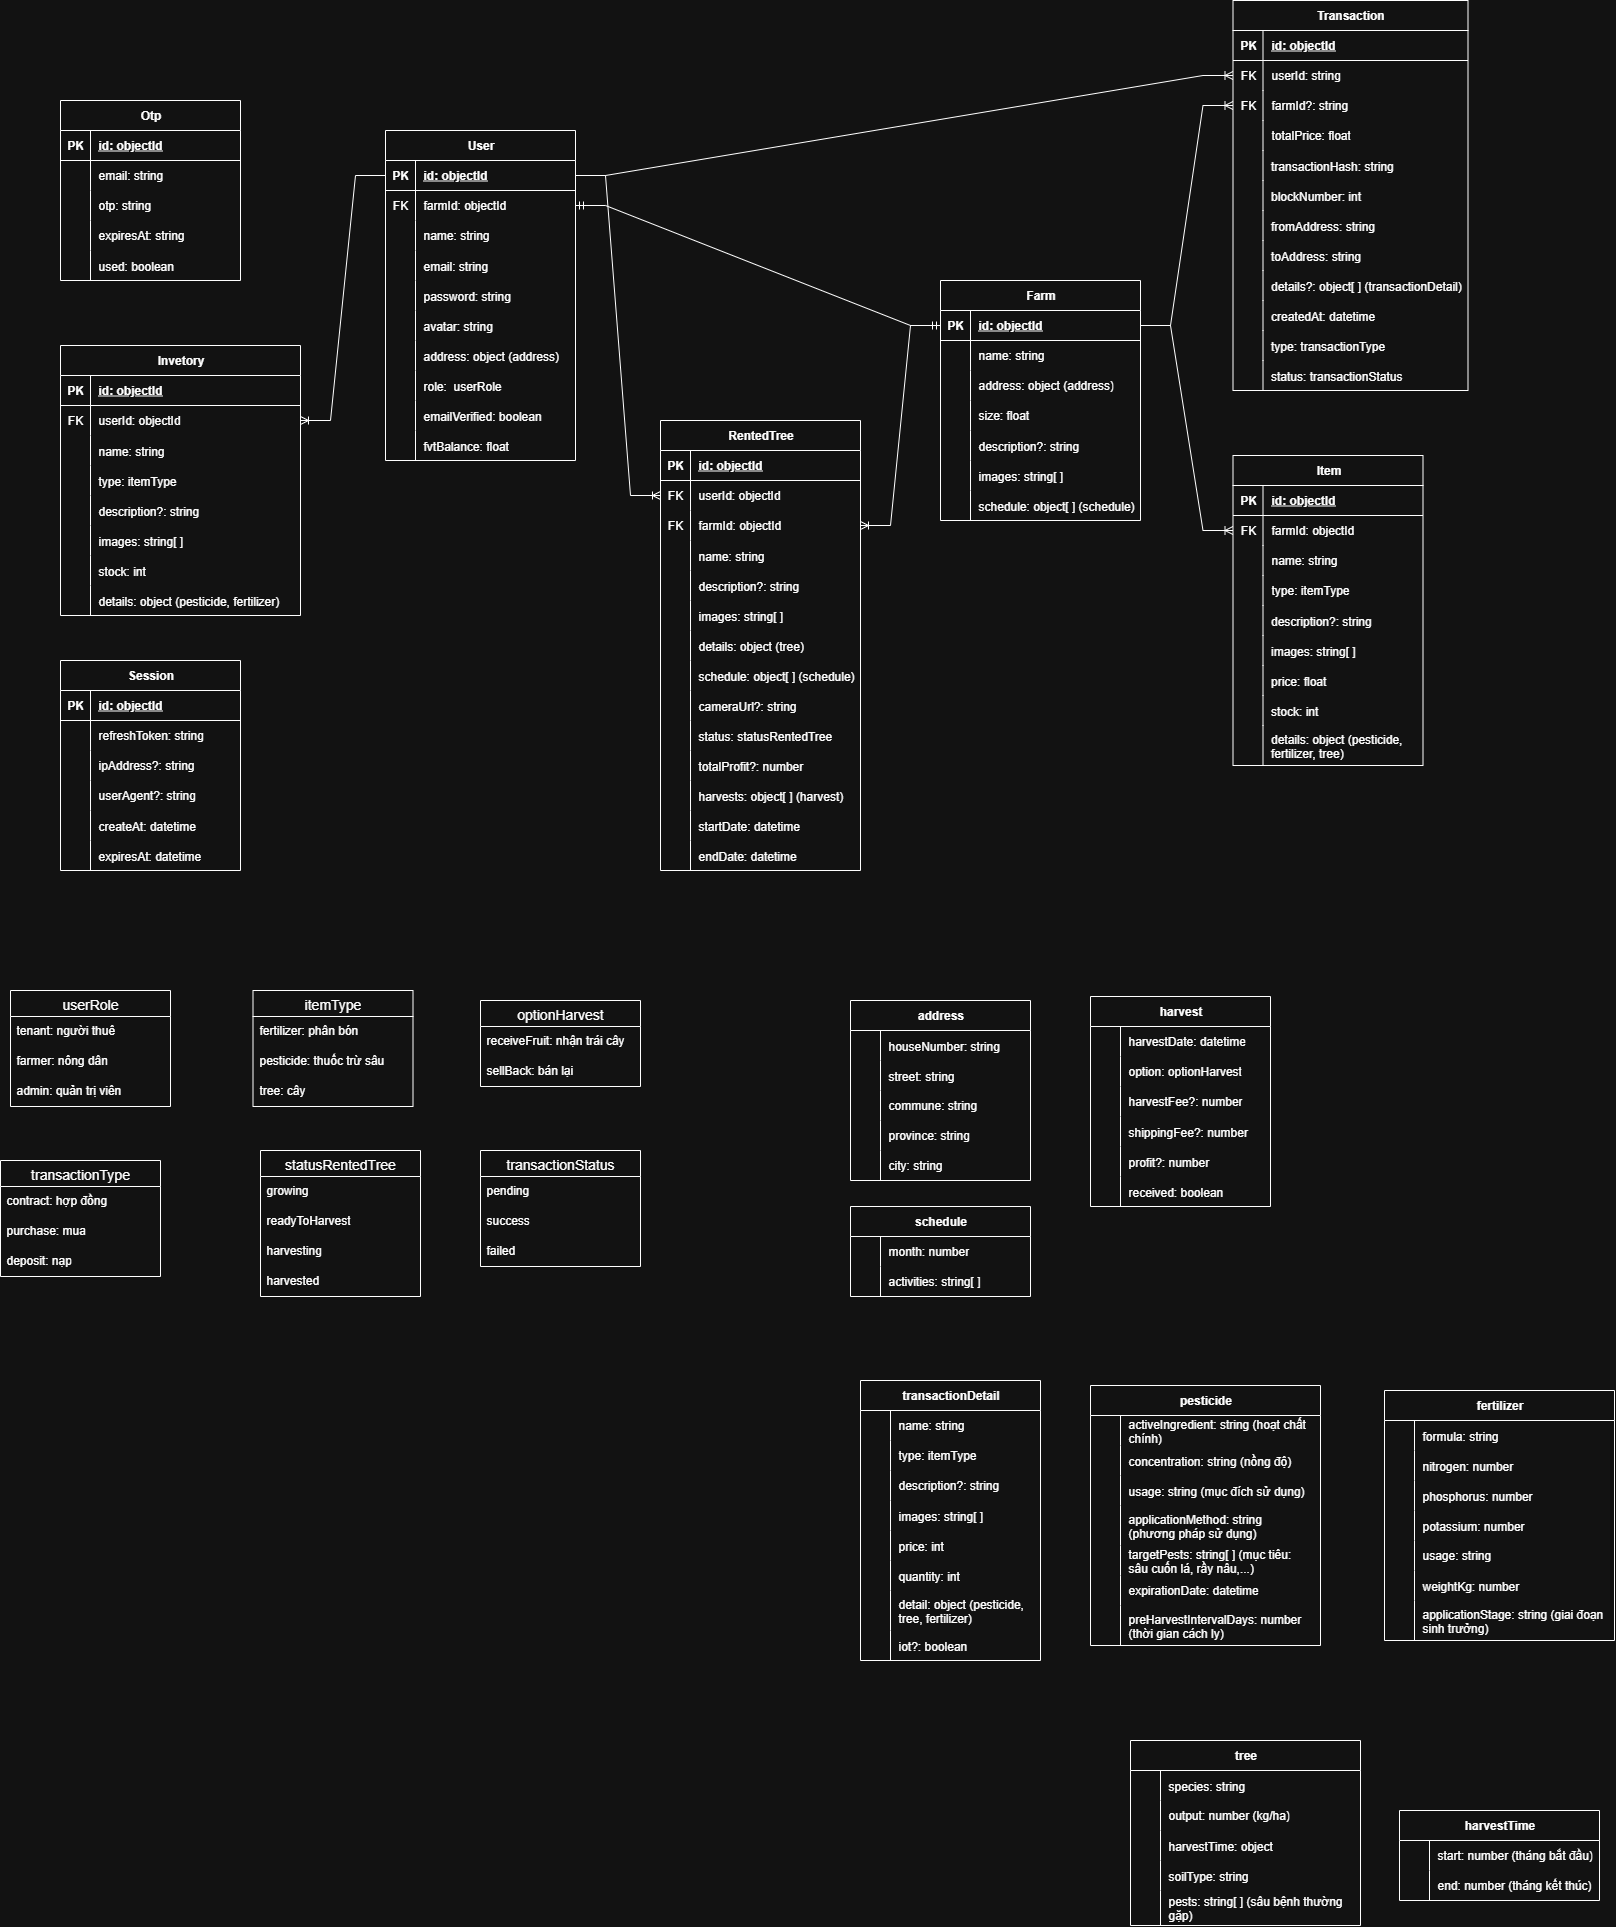 Transaction
PK id: objectId
FK userId: string
FK farmId?: string
totalPrice: float
transactionHash: string
blockNumber: int
fromAddress: string
toAddress: string
details?: object[ ] (transactionDetail)
createdAt: datetime
type: transactionType
status: transactionStatus
Otp
PK id: objectId
email: string
otp: string
expiresAt: string
used: boolean
User
PK id: objectId
FK farmId: objectId
name: string
email: string
password: string
avatar: string
address: object (address)
role: userRole
emailVerified: boolean
fvtBalance: float
Farm
PK id: objectId
name: string
address: object (address)
size: float
description?: string
images: string[ ]
schedule: object[ ] (schedule)
Invetory
PK id: objectId
FK userId: objectId
name: string
type: itemType
description?: string
images: string[ ]
stock: int
details: object (pesticide, fertilizer)
RentedTree
PK id: objectId
FK userId: objectId
FK farmId: objectId
name: string
description?: string
images: string[ ]
details: object (tree)
schedule: object[ ] (schedule)
cameraUrl?: string
status: statusRentedTree
totalProfit?: number
harvests: object[ ] (harvest)
startDate: datetime
endDate: datetime
Item
PK id: objectId
FK farmId: objectId
name: string
type: itemType
description?: string
images: string[ ]
price: float
stock: int
details: object (pesticide,
fertilizer, tree)
Session
PK id: objectId
refreshToken: string
ipAddress?: string
userAgent?: string
createAt: datetime
expiresAt: datetime
userRole
tenant: người thuê
farmer: nông dân
admin: quản trị viên
itemType
fertilizer: phân bón
pesticide: thuốc trừ sâu
tree: cây
optionHarvest
receiveFruit: nhận trái cây
sellBack: bán lại
address
houseNumber: string
street: string
commune: string
province: string
city: string
harvest
harvestDate: datetime
option: optionHarvest
harvestFee?: number
shippingFee?: number
profit?: number
received: boolean
transactionType
contract: hợp đồng
purchase: mua
deposit: nạp
statusRentedTree
growing
readyToHarvest
harvesting
harvested
transactionStatus
pending
success
failed
schedule
month: number
activities: string[ ]
transactionDetail
name: string
type: itemType
description?: string
images: string[ ]
price: int
quantity: int
detail: object (pesticide,
tree, fertilizer)
iot?: boolean
pesticide
activeIngredient: string (hoạt chất
chính)
concentration: string (nồng độ)
usage: string (mục đích sử dụng)
applicationMethod: string
(phương pháp sử dụng)
targetPests: string[ ] (mục tiêu:
sâu cuốn lá, rầy nâu,...)
expirationDate: datetime
preHarvestIntervalDays: number
(thời gian cách ly)
fertilizer
formula: string
nitrogen: number
phosphorus: number
potassium: number
usage: string
weightKg: number
applicationStage: string (giai đoạn
sinh trưởng)
tree
species: string
output: number (kg/ha)
harvestTime: object
soilType: string
pests: string[ ] (sâu bệnh thường
gặp)
harvestTime
start: number (tháng bắt đầu)
end: number (tháng kết thúc)